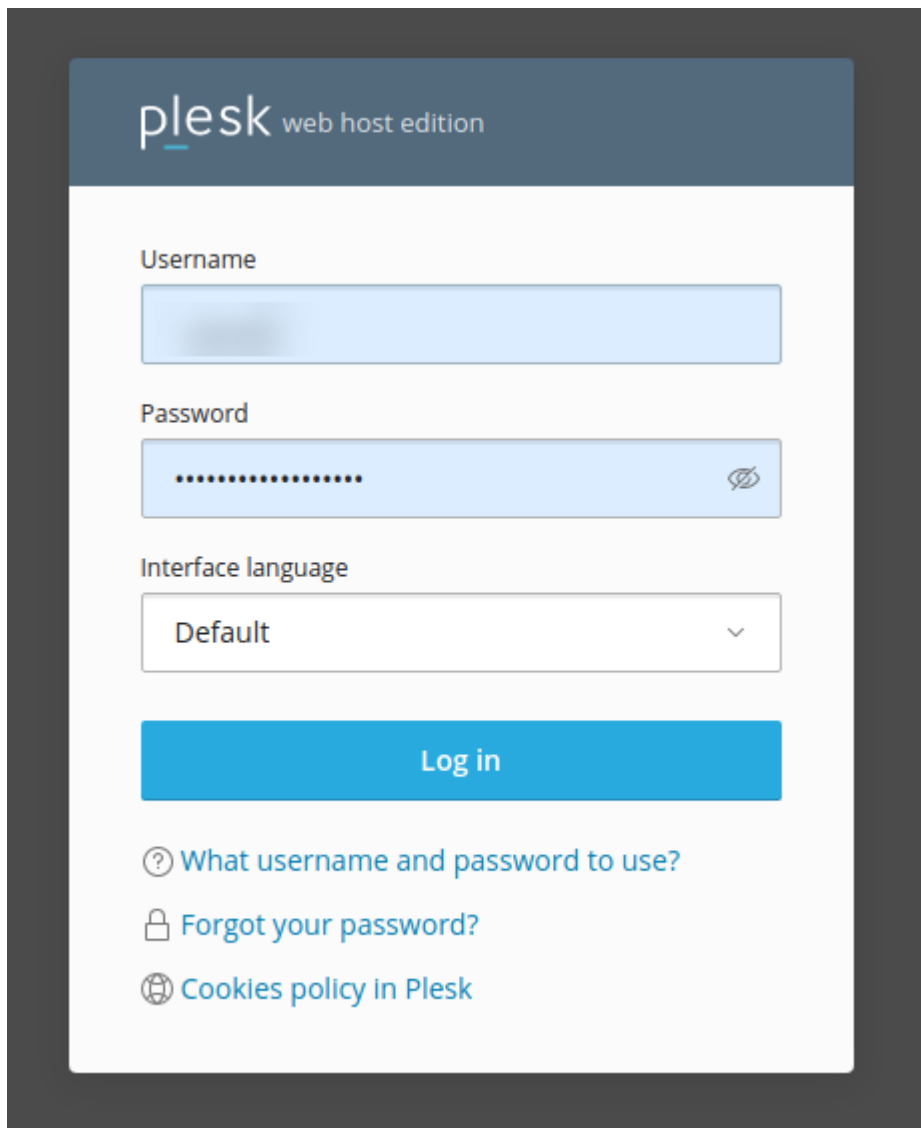 plesk web host edition
Username
Password
••••••••••••••••••
Interface language
Default
Log in
What username and password to use?
Forgot your password?
Cookies policy in Plesk